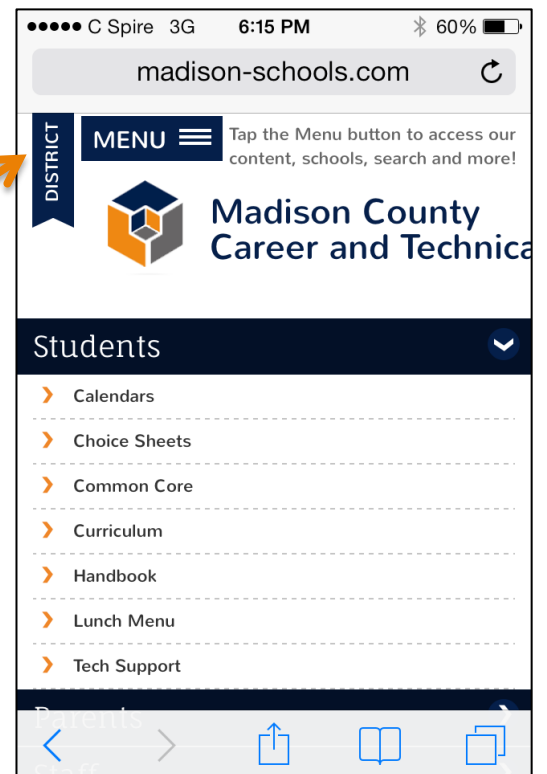 C Spire 3G 6:15 PM 60%
madison-schools.com
DISTRICT
MENU
Tap the Menu button to access our
content, schools, search and more!
Madison County
Career and Technica
Students
Calendars
Choice Sheets
Common Core
Curriculum
Handbook
Lunch Menu
Tech Support
Parents
Staff